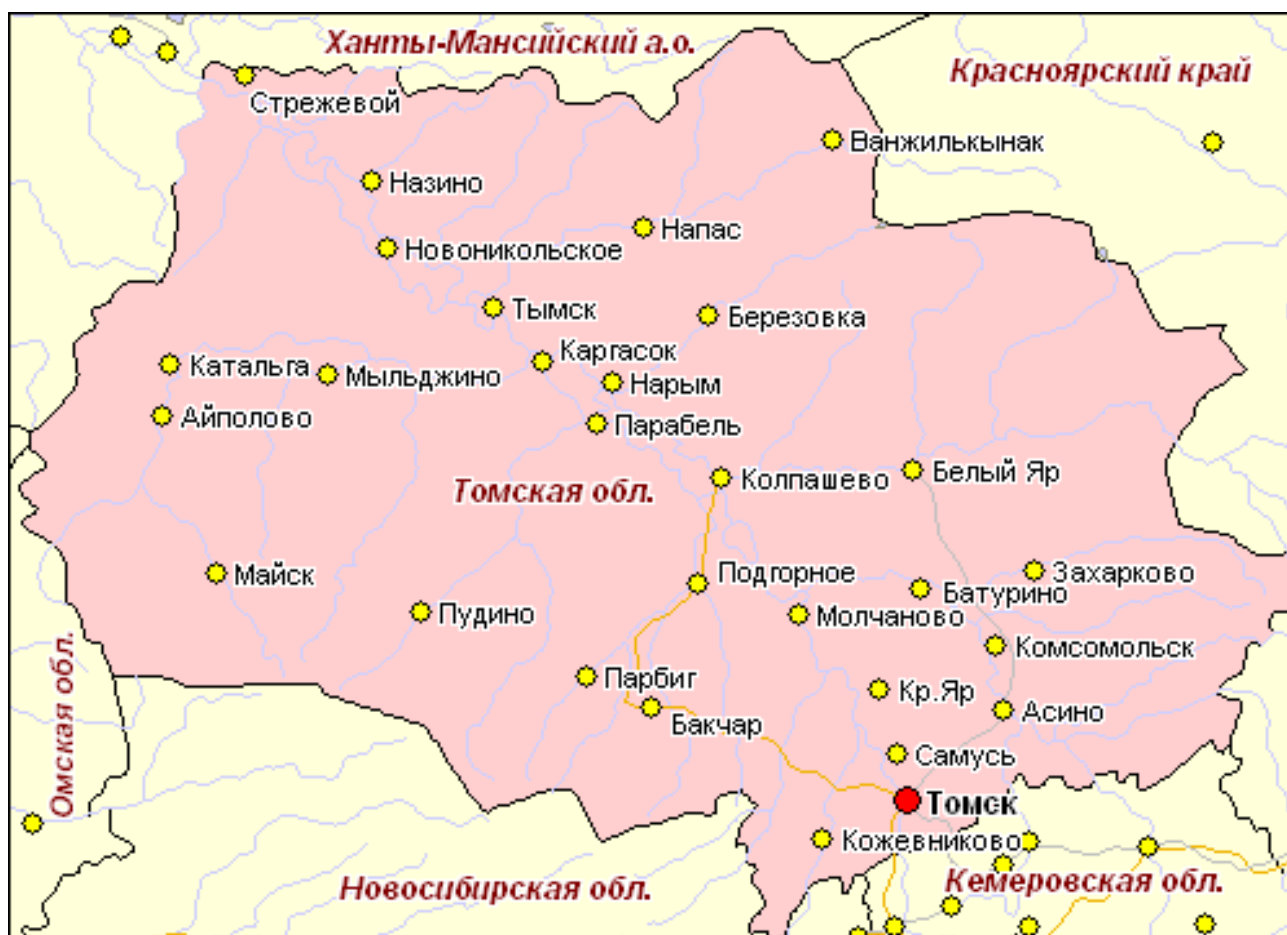 Ханты-Мансийский а.о.
Красноярский край
Стрежевой
Ванжилькынак
Назино
Напас
Новоникольское
Тымск
Березовка
Каргасок
Катальга
Мыльджино
Нарым
Айполово
Парабель
Колпашево
Белый Яр
Томская обл.
Майск
Подгорное
Захарково
Батурино
Пудино
Молчаново
Комсомольск
Омская обл.
Парбиг
Кр.Яр
Бакчар
Асино
Самусь
Томск
Кожевниково
Новосибирская обл.
Кемеровская обл.